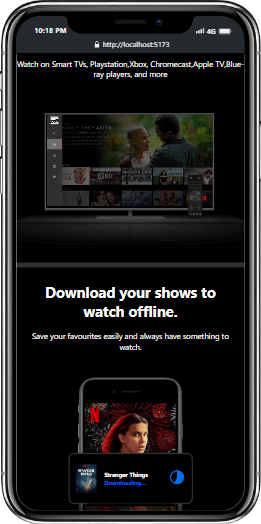 10:18 PM
4G
http://localhost:5173
Watch on Smart TVs, Playstation,Xbox, Chromecast,Apple TV,Blue-
ray players, and more
Download your shows to
watch offline.
Save your favourites easily and always have something to
watch.
N
Stranger Things
Downloading...